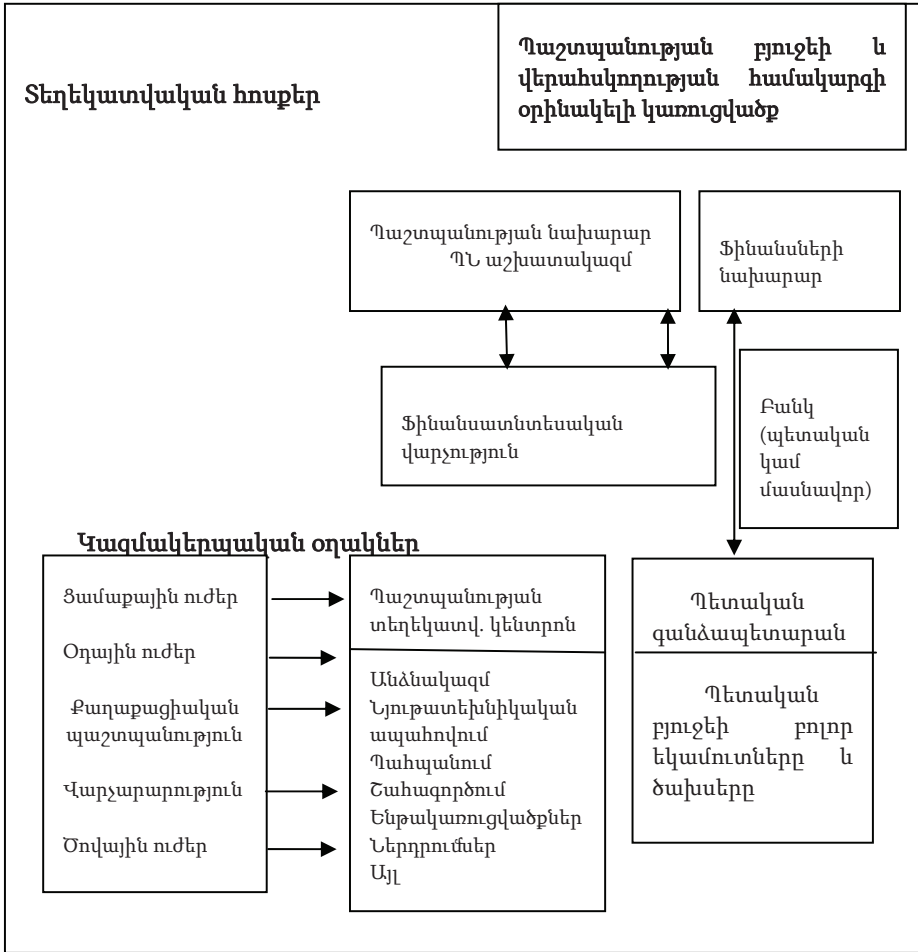 Պաշտպանության բյուջեի և
վերահսկողության համակարգի
օրինակելի կառուցվածք
Տեղեկատվական հոսքեր
Պաշտպանության նախարար
ՊՆ աշխատակազմ
Ֆինանսների
նախարար
Ֆինանսատնտեսական
վարչություն
Բանկ
(պետական
կամ
մասնավոր)
Կազմակերպական օղակներ
Ցամաքային ուժեր
Օդային ուժեր
Քաղաքացիական
պաշտպանություն
Վարչարարություն
Ծովային ուժեր
Պաշտպանության
տեղեկատվ. կենտրոն
Անձնակազմ
Նյութատեխնիկական
ապահովում
Պահպանում
Շահագործում
Ենթակառուցվածքներ
Ներդրումներ
Այլ
Պետական
գանձապետարան
Պետական
բյուջեի բոլոր
եկամուտները և
ծախսերը